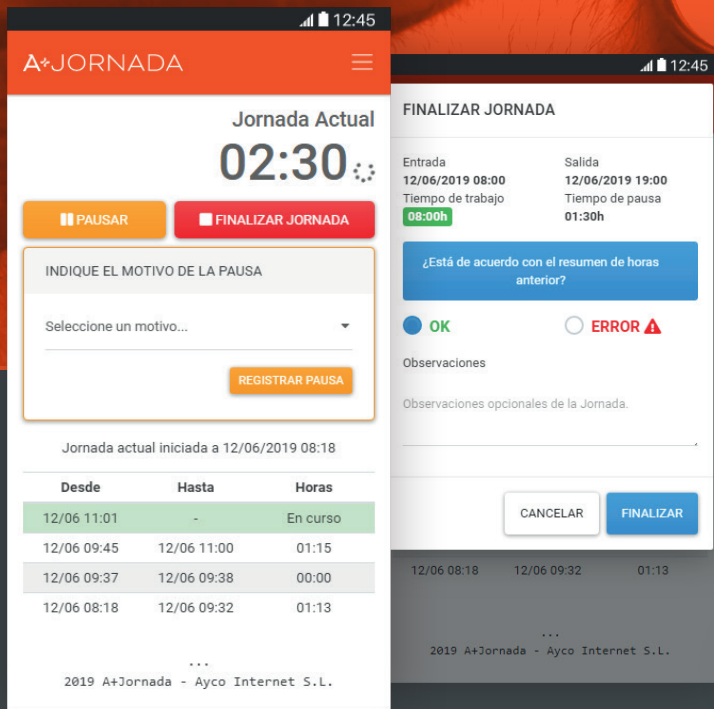 12:45
A+JORNADA
Jornada Actual
02:30
PAUSAR
FINALIZAR JORNADA
INDIQUE EL MOTIVO DE LA PAUSA
Seleccione un motivo...
REGISTRAR PAUSA
Jornada actual iniciada a 12/06/2019 08:18
Desde Hasta Horas
12/06 11:01 - En curso
12/06 09:45 12/06 11:00 01:15
12/06 09:37 12/06 09:38 00:00
12/06 08:18 12/06 09:32 01:13
...
2019 A+Jornada - Ayco Internet S.L.
12:45
FINALIZAR JORNADA
Entrada Salida
12/06/2019 08:00 12/06/2019 19:00
Tiempo de trabajo Tiempo de pausa
08:00h 01:30h
¿Está de acuerdo con el resumen de horas
anterior?
OK ERROR
Observaciones
Observaciones opcionales de la Jornada.
CANCELAR FINALIZAR
12/06 08:18 12/06 09:32 01:13
...
2019 A+Jornada - Ayco Internet S.L.